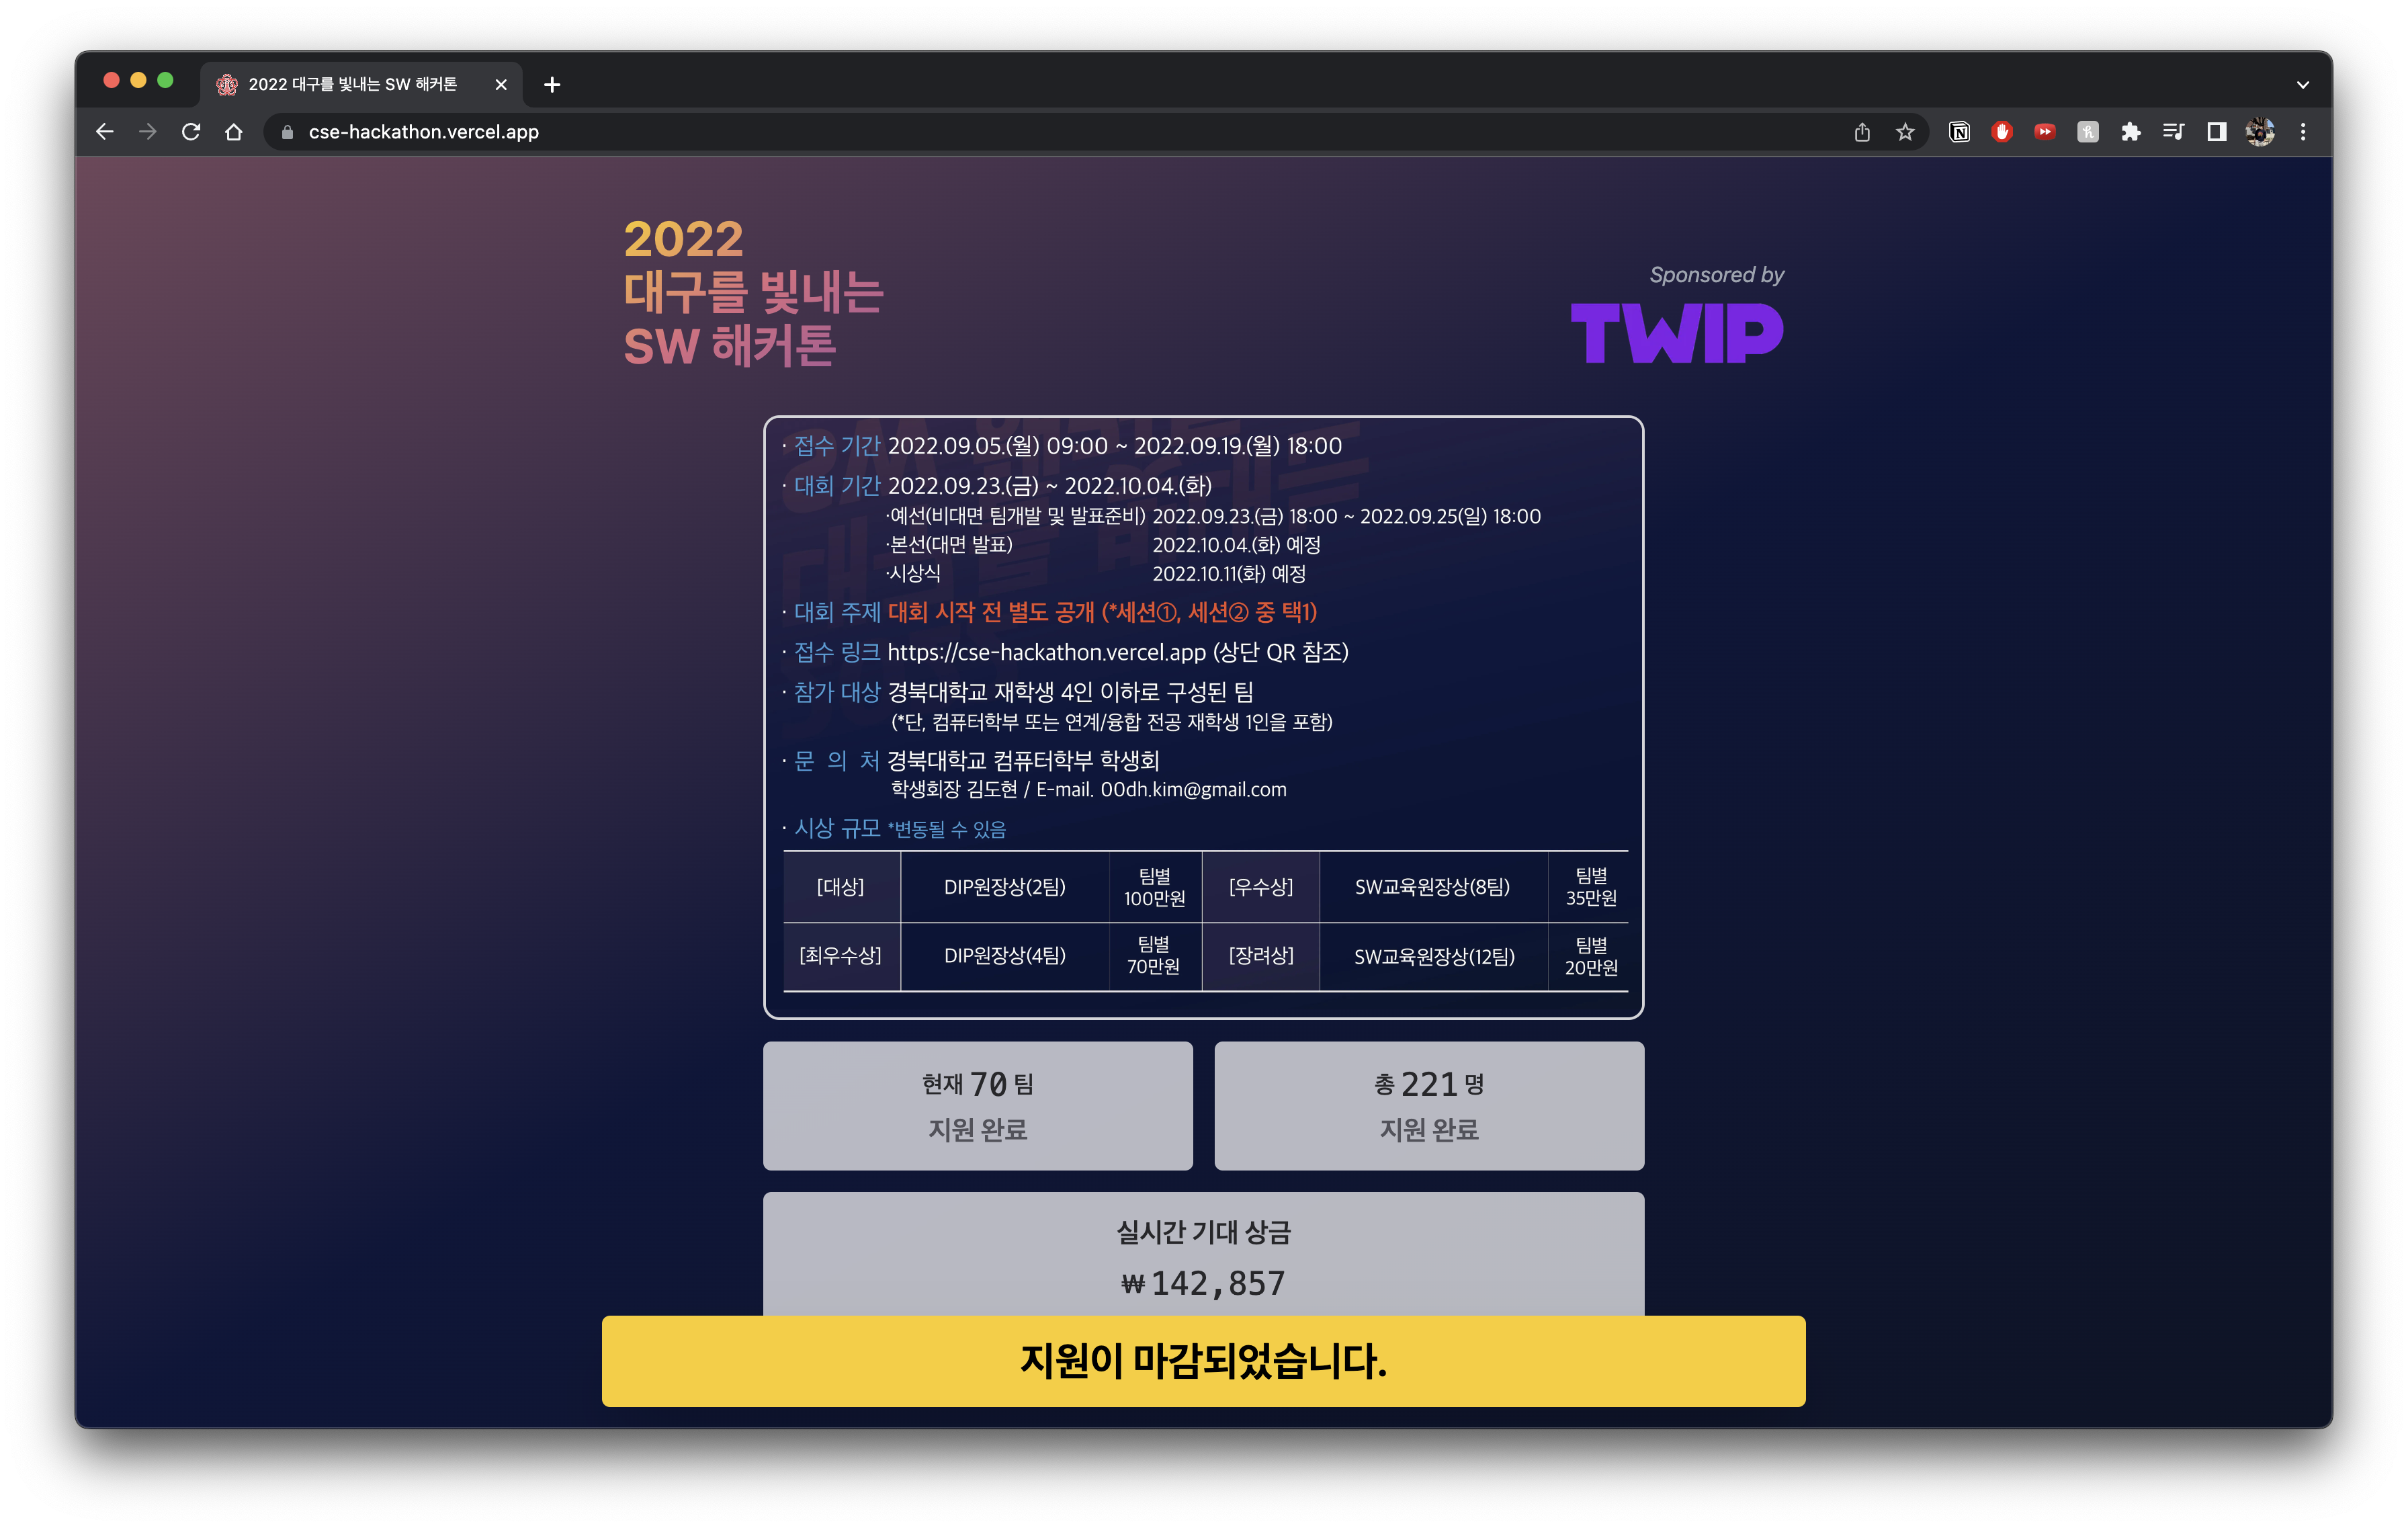 2022 대구를 빛내는 SW 해커톤
cse-hackathon.vercel.app
2022
대구를 빛내는
SW 해커톤
Sponsored by
TWIP
· 접수 기간 2022.09.05.(월) 09:00 ~ 2022.09.19.(월) 18:00
· 대회 기간 2022.09.23.(금) ~ 2022.10.04.(화)
·예선(비대면 팀개발 및 발표준비) 2022.09.23.(금) 18:00 ~ 2022.09.25(일) 18:00
·본선(대면 발표) 2022.10.04.(화) 예정
·시상식 2022.10.11(화) 예정
· 대회 주제 대회 시작 전 별도 공개 (*세션①, 세션② 중 택1)
· 접수 링크 https://cse-hackathon.vercel.app (상단 QR 참조)
· 참가 대상 경북대학교 재학생 4인 이하로 구성된 팀
(*단, 컴퓨터학부 또는 연계/융합 전공 재학생 1인을 포함)
· 문 의 처 경북대학교 컴퓨터학부 학생회
학생회장 김도현 / E-mail. 00dh.kim@gmail.com
· 시상 규모 *변동될 수 있음
[대상] DIP원장상(2팀) 팀별 100만원 [우수상] SW교육원장상(8팀) 팀별 35만원
[최우수상] DIP원장상(4팀) 팀별 70만원 [장려상] SW교육원장상(12팀) 팀별 20만원
현재 70 팀
지원 완료
총 221 명
지원 완료
실시간 기대 상금
₩142,857
지원이 마감되었습니다.